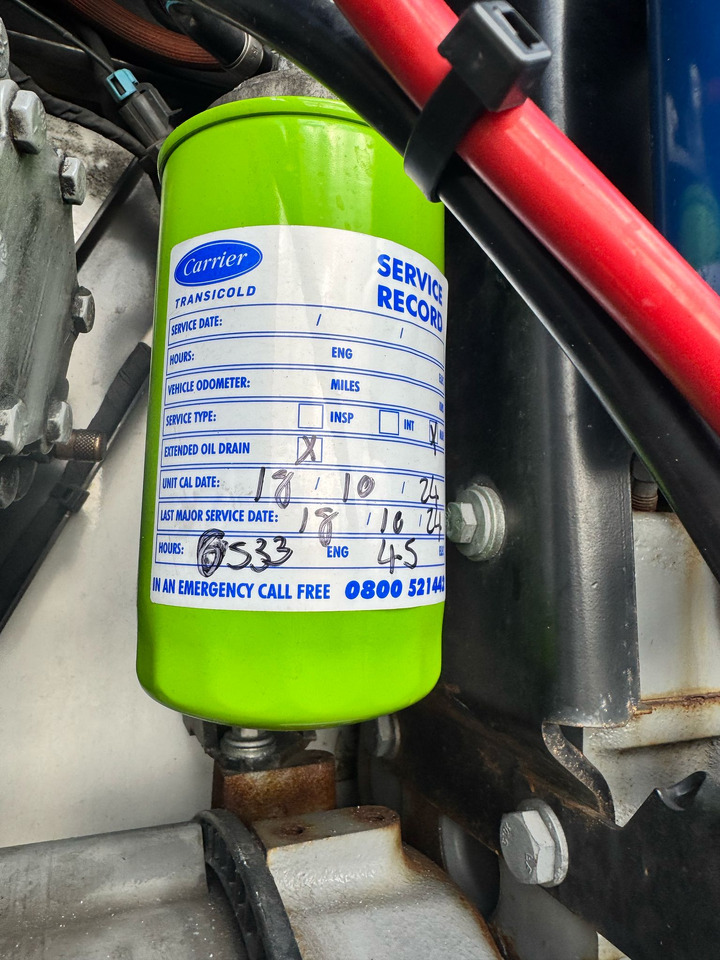 Carrier
TRANSICOLD
SERVICE
RECORD
SERVICE DATE: / /
HOURS: ENG
VEHICLE ODOMETER: MILES
SERVICE TYPE: INSP INT
EXTENDED OIL DRAIN X
UNIT CAL DATE: 18 / 10 / 24
LAST MAJOR SERVICE DATE: 18 / 10 / 24
HOURS: 6533 ENG 45
IN AN EMERGENCY CALL FREE 0800 52144